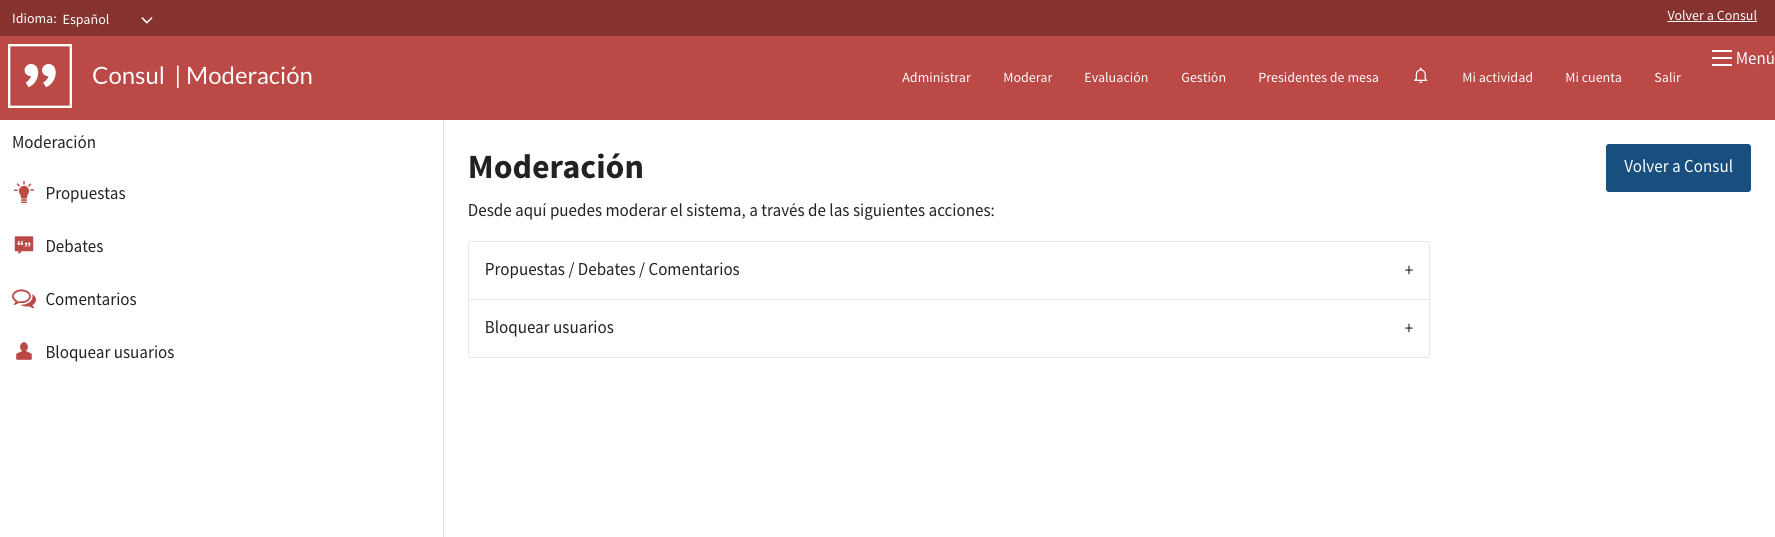 Idioma: Español
Volver a Consul
Consul | Moderación
Administrar Moderar Evaluación Gestión Presidentes de mesa Mi actividad Mi cuenta Salir
Menú
Moderación
Propuestas
Debates
Comentarios
Bloquear usuarios
Moderación
Volver a Consul
Desde aquí puedes moderar el sistema, a través de las siguientes acciones:
Propuestas / Debates / Comentarios +
Bloquear usuarios +